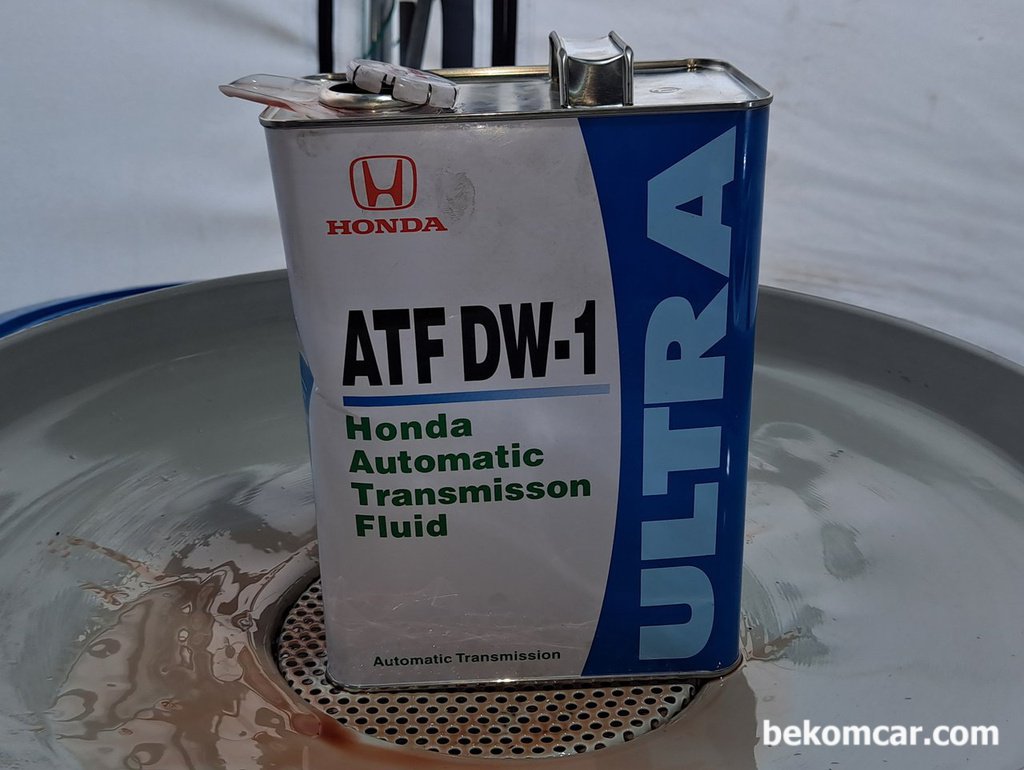 HONDA
ATF DW-1
Honda
Automatic
Transmisson
Fluid
Automatic Transmission
ULTRA
bekomcar.com